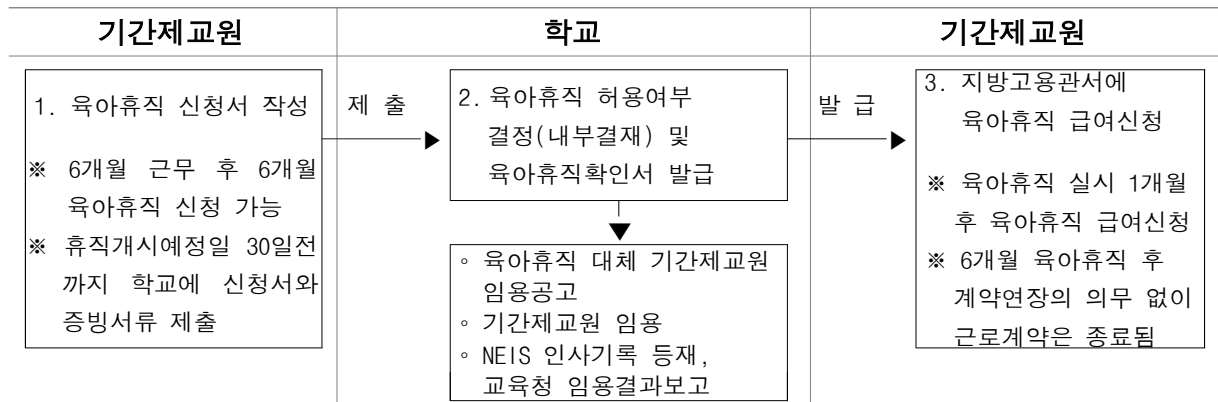 기간제교원
학교
기간제교원
1. 육아휴직 신청서 작성
※ 6개월 근무 후 6개월
육아휴직 신청 가능
※ 휴직개시예정일 30일전
까지 학교에 신청서와
증빙서류 제출
제 출
2. 육아휴직 허용여부
결정(내부결재) 및
육아휴직확인서 발급
◦ 육아휴직 대체 기간제교원
임용공고
◦ 기간제교원 임용
◦ NEIS 인사기록 등재,
교육청 임용결과보고
발 급
3. 지방고용관서에
육아휴직 급여신청
※ 육아휴직 실시 1개월
후 육아휴직 급여신청
※ 6개월 육아휴직 후
계약연장의 의무 없이
근로계약은 종료됨